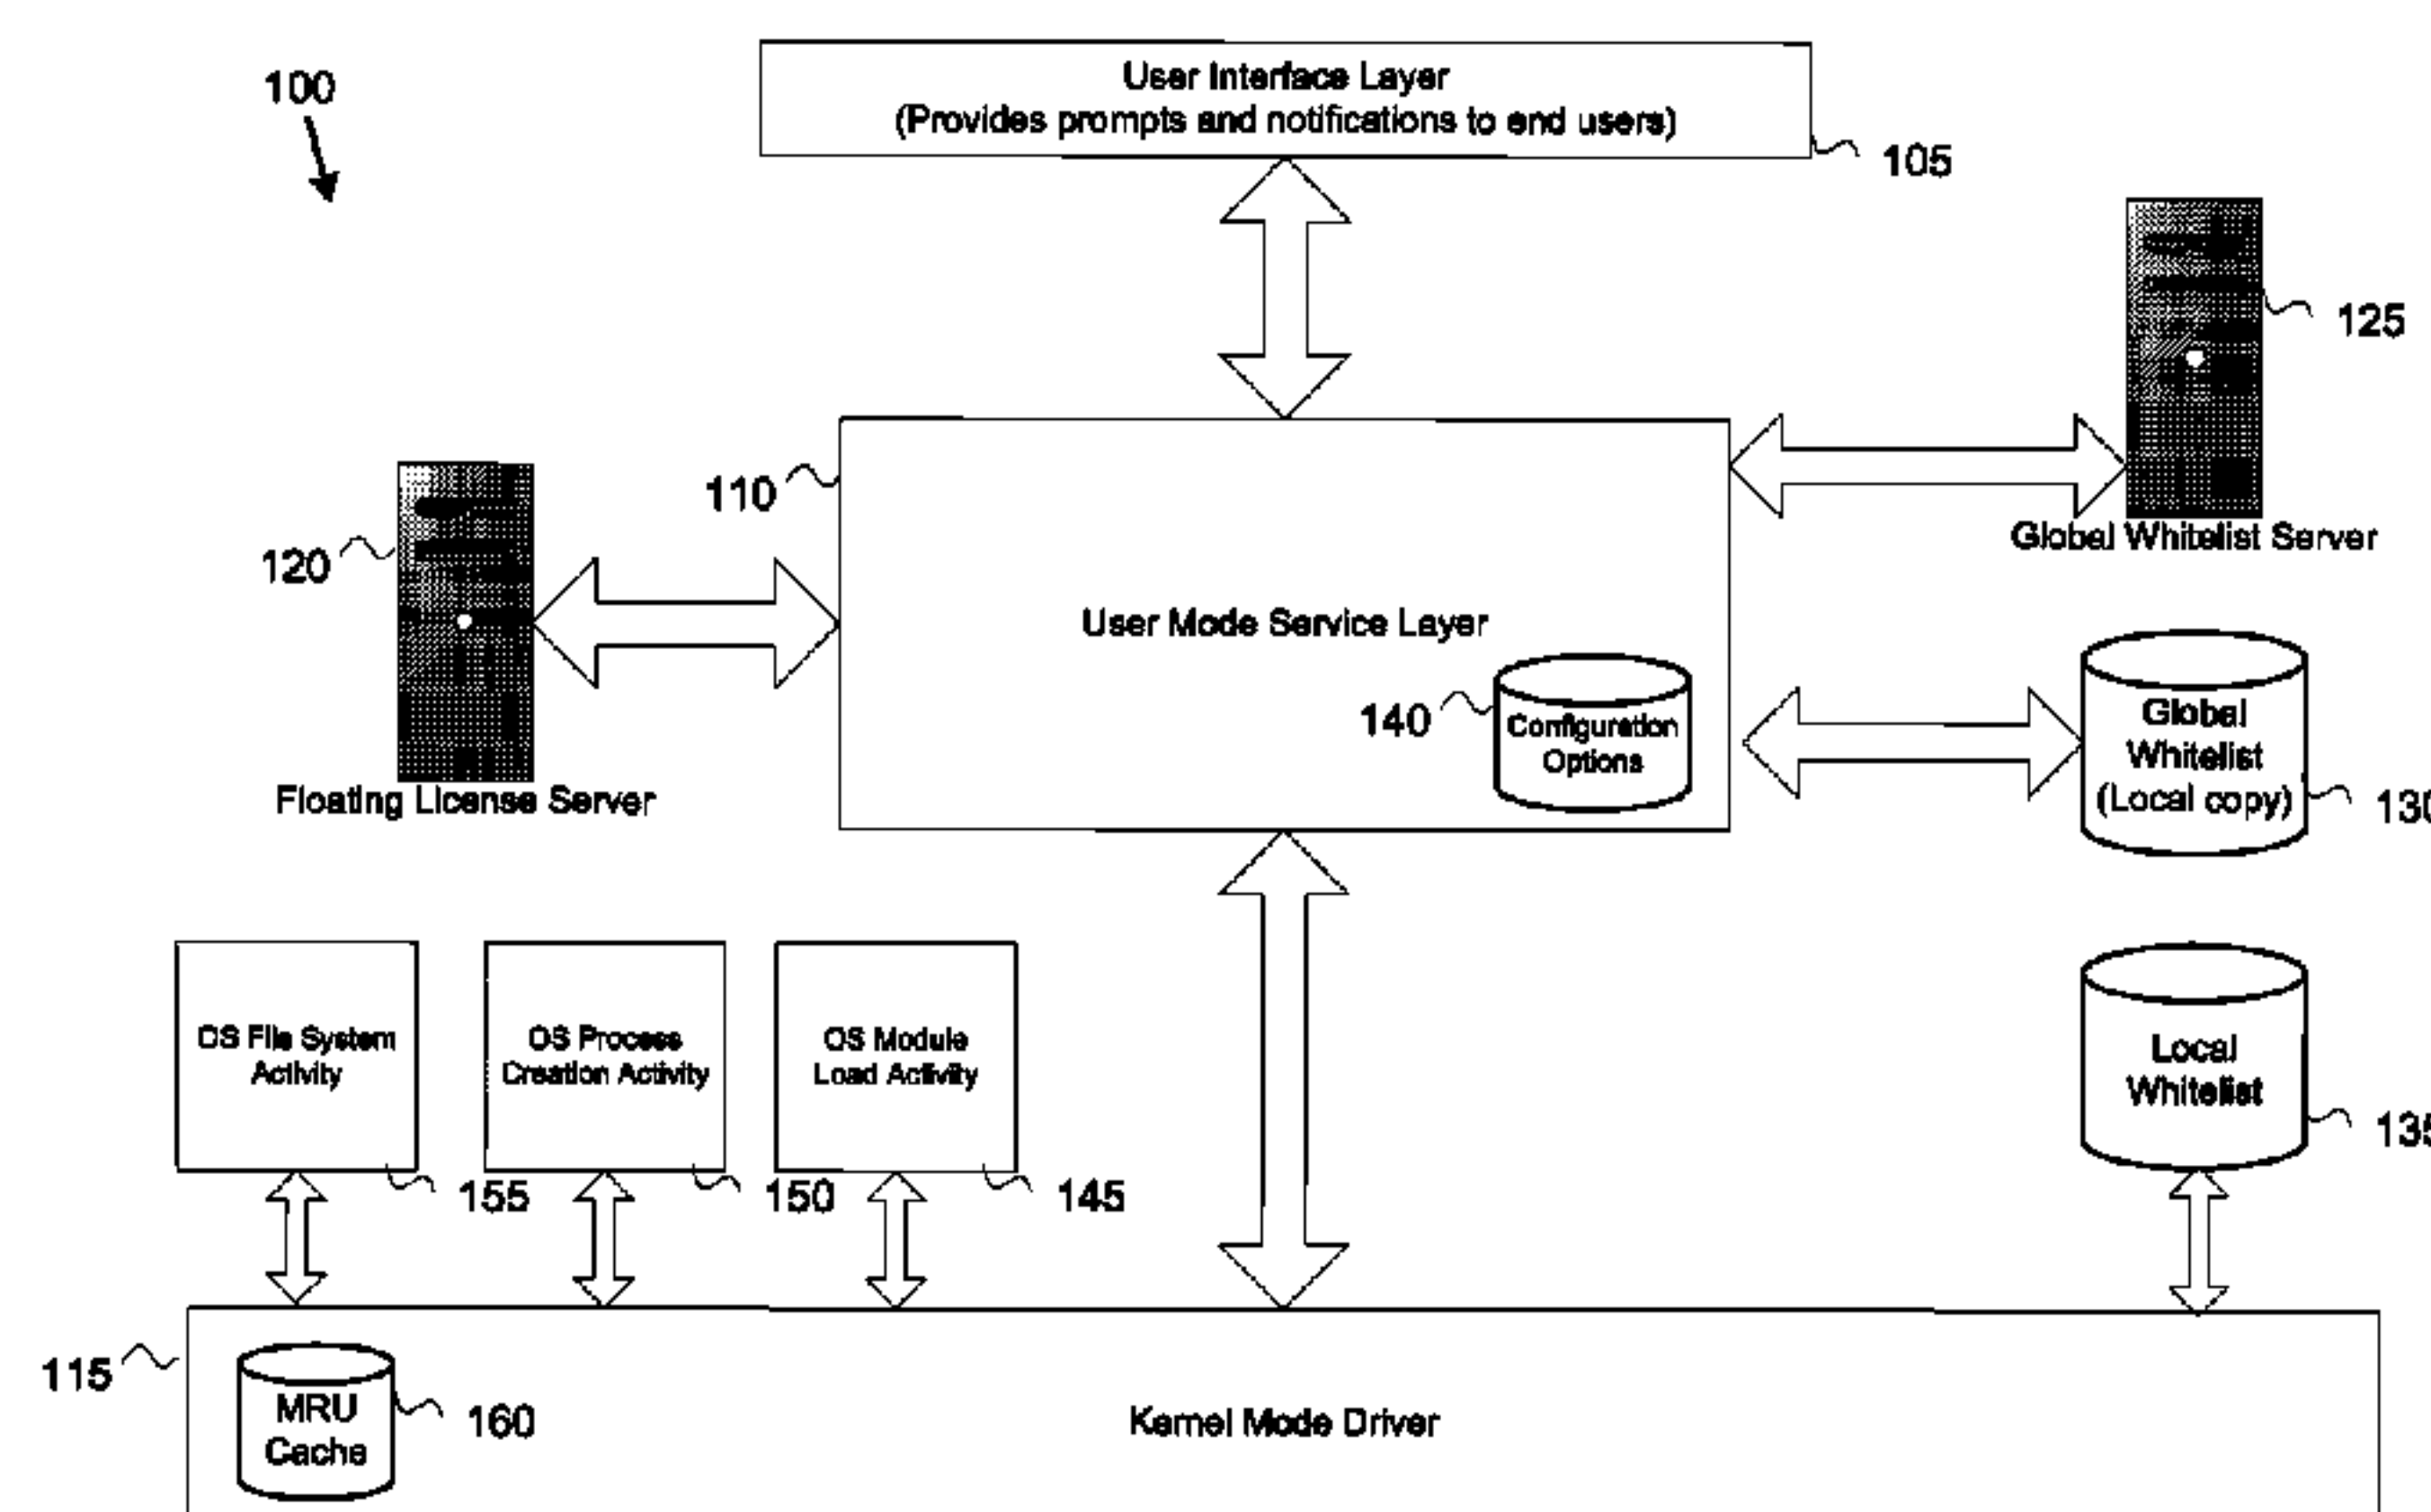 100
User Interface Layer
(Provides prompts and notifications to end users)
105
125
Global Whitelist Server
110
120
Floating License Server
User Mode Service Layer
140
Configuration
Options
Global
Whitelist
(Local copy)
130
OS File System
Activity
155
OS Process
Creation Activity
150
OS Module
Load Activity
145
Local
Whitelist
135
115
MRU
Cache
160
Kernel Mode Driver